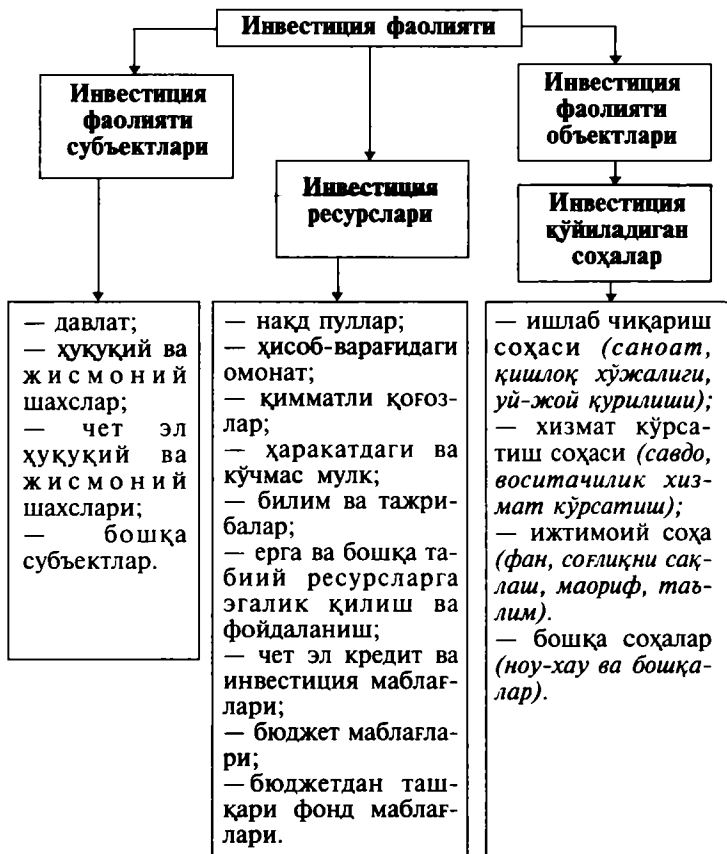 Инвестиция фаолияти
Инвестиция
фаолияти
субъектлари
Инвестиция
ресурслари
Инвестиция
фаолияти
объектлари
Инвестиция
қўйиладиган
соҳалар
— давлат;
— ҳуқуқий ва
жисмоний
шахслар;
— чет эл
ҳуқуқий ва
жисмоний
шахслари;
— бошқа
субъектлар.
— нақд пуллар;
— ҳисоб-варағидаги
омонат;
— қимматли қоғоз-
лар;
— ҳаракатдаги ва
кўчмас мулк;
— билим ва тажри-
балар;
— ерга ва бошқа та-
биий ресурсларга
эгалик қилиш ва
фойдаланиш;
— чет эл кредит ва
инвестиция маблағ-
лари;
— бюджет маблағла-
ри;
— бюджетдан таш-
қари фонд маблағ-
лари.
— ишлаб чиқариш
соҳаси (саноат,
қишлоқ хўжалиги,
уй-жой қурилиши);
— хизмат кўрса-
тиш соҳаси (савдо,
воситачилик хиз-
мат кўрсатиш);
— ижтимоий соҳа
(фан, соғлиқни сақ-
лаш, маориф, таъ-
лим).
— бошқа соҳалар
(ноу-хау ва бошқа-
лар).